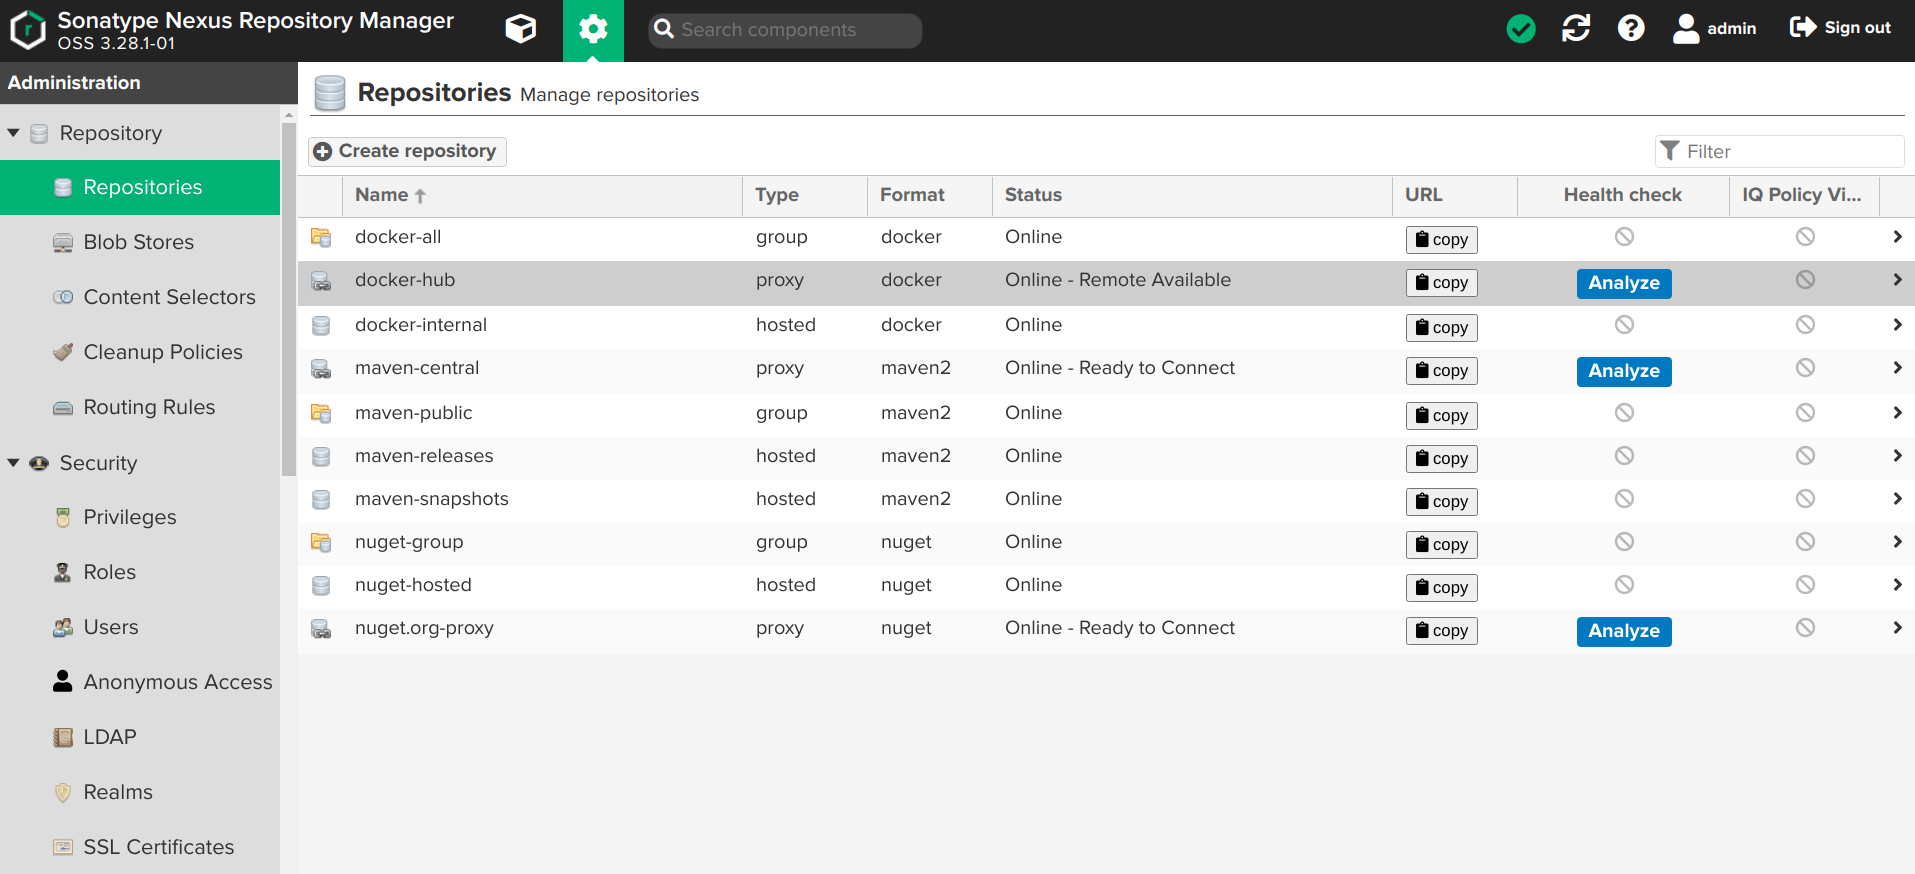 Sonatype Nexus Repository Manager
OSS 3.28.1-01
Search components
admin
Sign out
Administration
Repository
Repositories
Blob Stores
Content Selectors
Cleanup Policies
Routing Rules
Security
Privileges
Roles
Users
Anonymous Access
LDAP
Realms
SSL Certificates
Repositories Manage repositories
Create repository
Filter
Name Type Format Status URL Health check IQ Policy Vi...
docker-all group docker Online copy
docker-hub proxy docker Online - Remote Available copy Analyze
docker-internal hosted docker Online copy
maven-central proxy maven2 Online - Ready to Connect copy Analyze
maven-public group maven2 Online copy
maven-releases hosted maven2 Online copy
maven-snapshots hosted maven2 Online copy
nuget-group group nuget Online copy
nuget-hosted hosted nuget Online copy
nuget.org-proxy proxy nuget Online - Ready to Connect copy Analyze